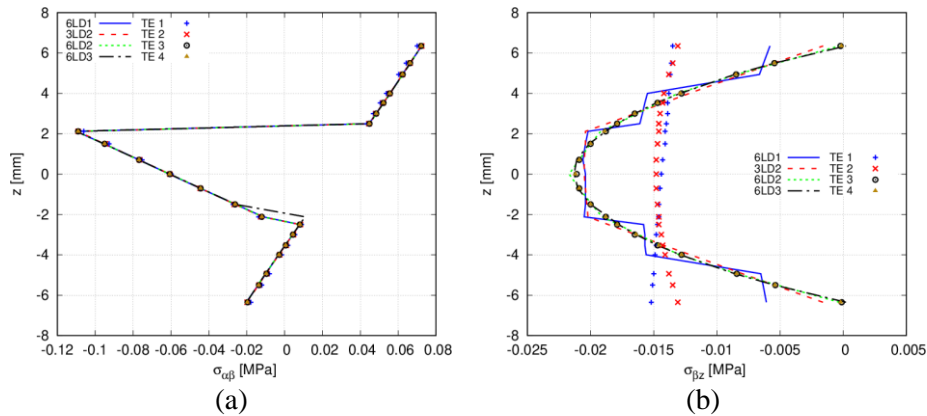 8
6LD1 TE 1
3LD2 TE 2
6LD2 TE 3
6LD3 TE 4
6
4
2
0
-2
-4
-6
-8
z [mm]
-0.12 -0.1 -0.08 -0.06 -0.04 -0.02 0 0.02 0.04 0.06 0.08
σαβ [MPa]
(a)
8
6
4
2
0
-2
-4
-6
-8
z [mm]
6LD1 TE 1
3LD2 TE 2
6LD2 TE 3
6LD3 TE 4
-0.025 -0.02 -0.015 -0.01 -0.005 0 0.005
σβz [MPa]
(b)